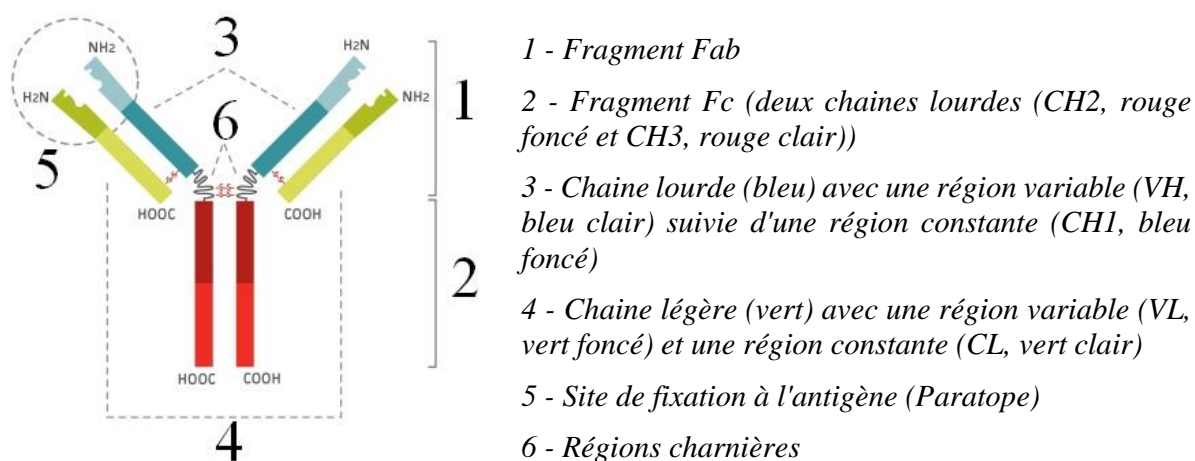 NH2
H2N
H2N
NH2
3
1
6
5
S-S
S-S
S-S
S-S
HOOC
COOH
2
HOOC
COOH
4
1 - Fragment Fab
2 - Fragment Fc (deux chaines lourdes (CH2, rouge
foncé et CH3, rouge clair))
3 - Chaine lourde (bleu) avec une région variable (VH,
bleu clair) suivie d'une région constante (CH1, bleu
foncé)
4 - Chaine légère (vert) avec une région variable (VL,
vert foncé) et une région constante (CL, vert clair)
5 - Site de fixation à l'antigène (Paratope)
6 - Régions charnières